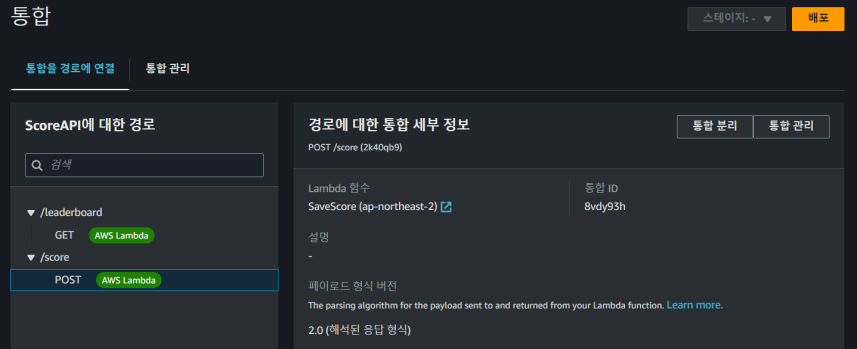 통합
스테이지: -
배포
통합을 경로에 연결
통합 관리
ScoreAPI에 대한 경로
검색
/leaderboard
GET AWS Lambda
/score
POST AWS Lambda
경로에 대한 통합 세부 정보
통합 분리
통합 관리
POST /score (2k40qb9)
Lambda 함수
SaveScore (ap-northeast-2)
통합 ID
8vdy93h
설명
-
페이로드 형식 버전
The parsing algorithm for the payload sent to and returned from your Lambda function. Learn more.
2.0 (해석된 응답 형식)